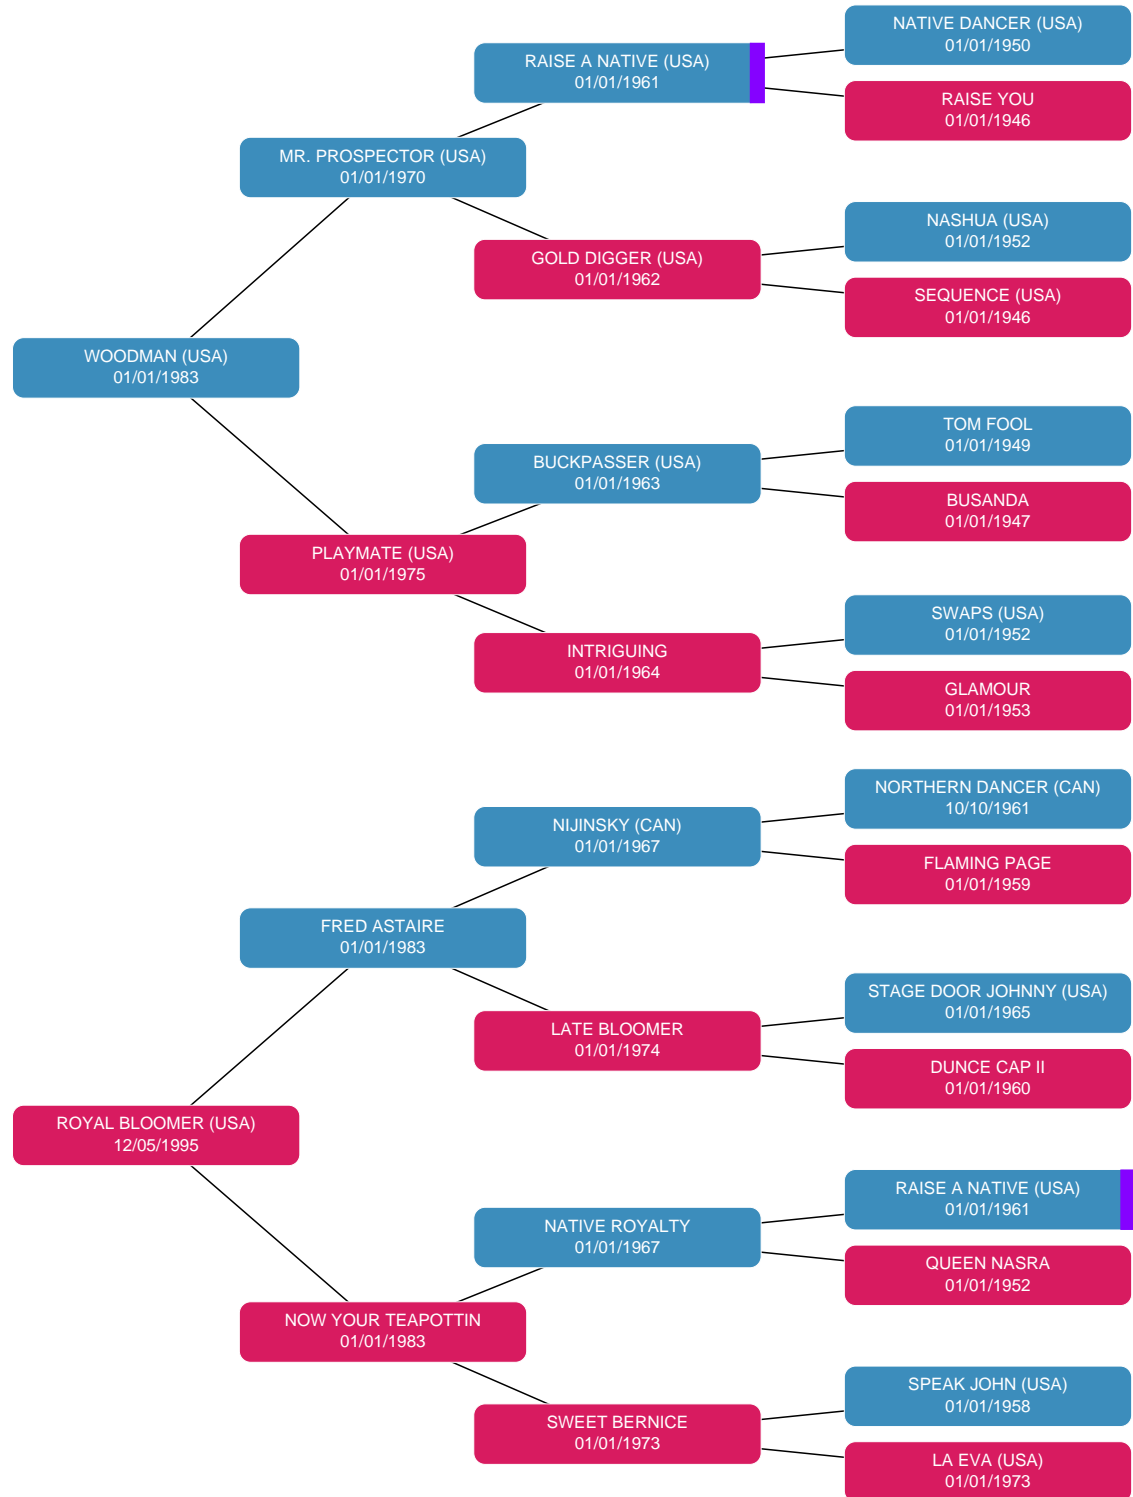 NATIVE DANCER (USA)
01/01/1950
RAISE A NATIVE (USA)
01/01/1961
RAISE YOU
01/01/1946
MR. PROSPECTOR (USA)
01/01/1970
NASHUA (USA)
01/01/1952
GOLD DIGGER (USA)
01/01/1962
SEQUENCE (USA)
01/01/1946
WOODMAN (USA)
01/01/1983
TOM FOOL
01/01/1949
BUCKPASSER (USA)
01/01/1963
BUSANDA
01/01/1947
PLAYMATE (USA)
01/01/1975
SWAPS (USA)
01/01/1952
INTRIGUING
01/01/1964
GLAMOUR
01/01/1953
NORTHERN DANCER (CAN)
10/10/1961
NIJINSKY (CAN)
01/01/1967
FLAMING PAGE
01/01/1959
FRED ASTAIRE
01/01/1983
STAGE DOOR JOHNNY (USA)
01/01/1965
LATE BLOOMER
01/01/1974
DUNCE CAP II
01/01/1960
ROYAL BLOOMER (USA)
12/05/1995
RAISE A NATIVE (USA)
01/01/1961
NATIVE ROYALTY
01/01/1967
QUEEN NASRA
01/01/1952
NOW YOUR TEAPOTTIN
01/01/1983
SPEAK JOHN (USA)
01/01/1958
SWEET BERNICE
01/01/1973
LA EVA (USA)
01/01/1973